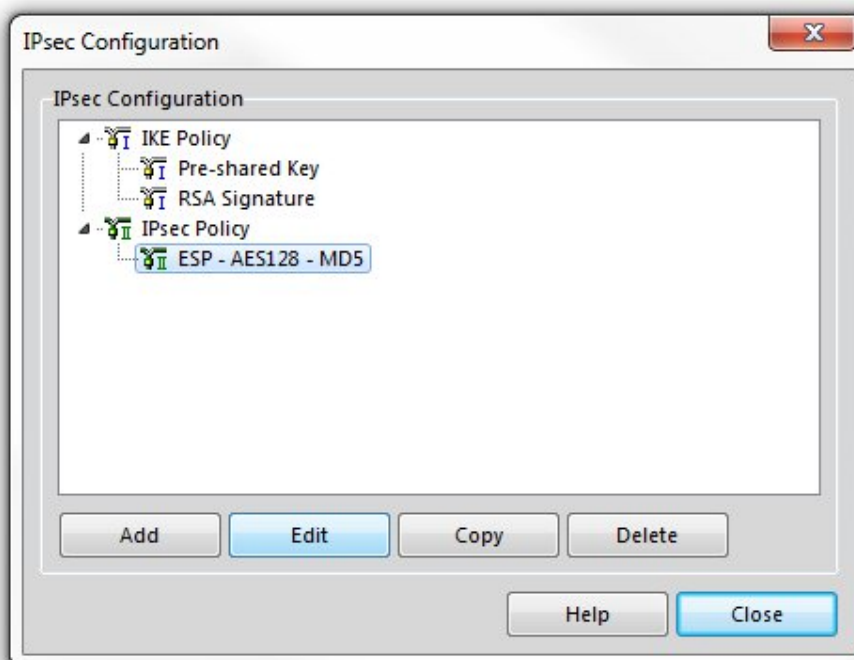 IPsec Configuration
IPsec Configuration
IKE Policy
Pre-shared Key
RSA Signature
IPsec Policy
ESP - AES128 - MD5
Add Edit Copy Delete
Help Close